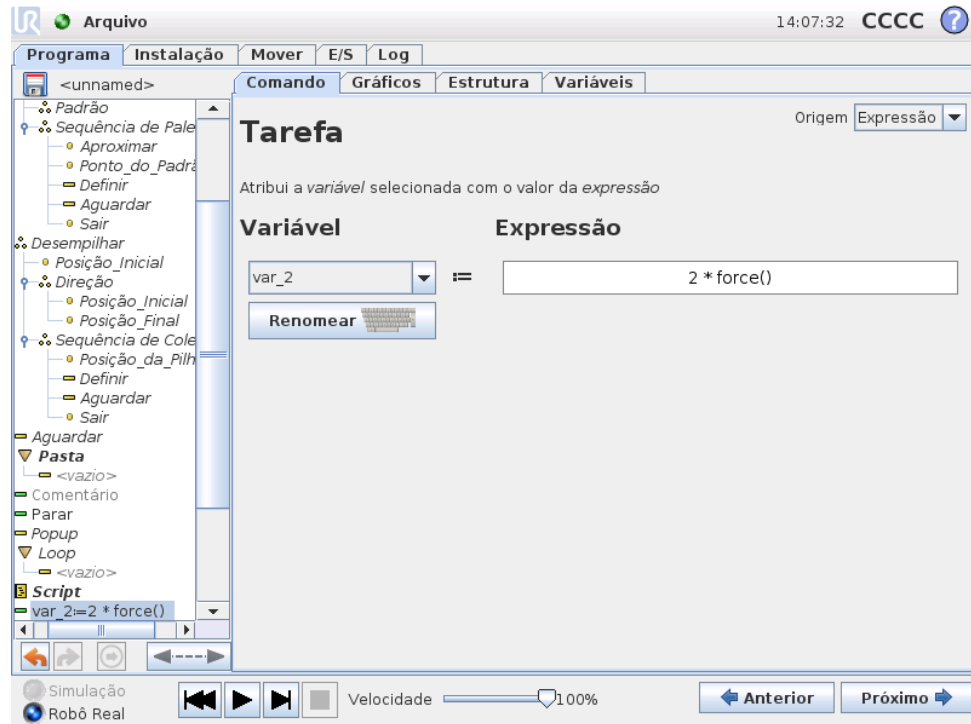 UR Arquivo 14:07:32 CCCC ?
Programa Instalação Mover E/S Log
<unnamed>
Comando Gráficos Estrutura Variáveis
Padrão
Sequência de Pale
Aproximar
Ponto_do_Padrã
Definir
Aguardar
Sair
Desempilhar
Posição_Inicial
Direção
Posição_Inicial
Posição_Final
Sequência de Cole
Posição_da_Pilh
Definir
Aguardar
Sair
Aguardar
Pasta
<vazio>
Comentário
Parar
Popup
Loop
<vazio>
Script
var_2:=2 * force()
Origem Expressão
Tarefa
Atribui a variável selecionada com o valor da expressão
Variável Expressão
var_2 := 2 * force()
Renomear
Simulação
Robô Real
Velocidade 100%
Anterior Próximo